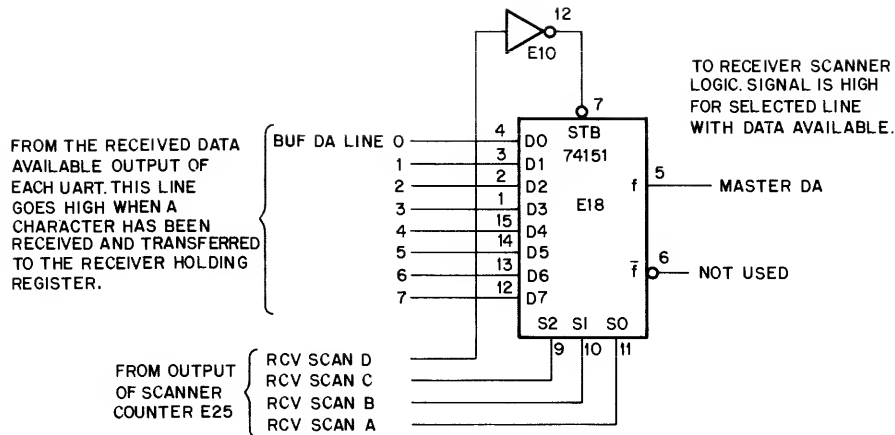 12
E10
TO RECEIVER SCANNER
LOGIC. SIGNAL IS HIGH
FOR SELECTED LINE
WITH DATA AVAILABLE.
7
FROM THE RECEIVED DATA
AVAILABLE OUTPUT OF
EACH UART. THIS LINE
GOES HIGH WHEN A
CHARACTER HAS BEEN
RECEIVED AND TRANSFERRED
TO THE RECEIVER HOLDING
REGISTER.
BUF DA LINE 0 4 D0 STB
1 3 D1 74151
2 2 D2 f 5 MASTER DA
3 1 D3 E18
4 15 D4
5 14 D5
6 13 D6 f̅ 6 NOT USED
7 12 D7
S2 S1 S0
9 10 11
FROM OUTPUT
OF SCANNER
COUNTER E25
RCV SCAN D
RCV SCAN C
RCV SCAN B
RCV SCAN A